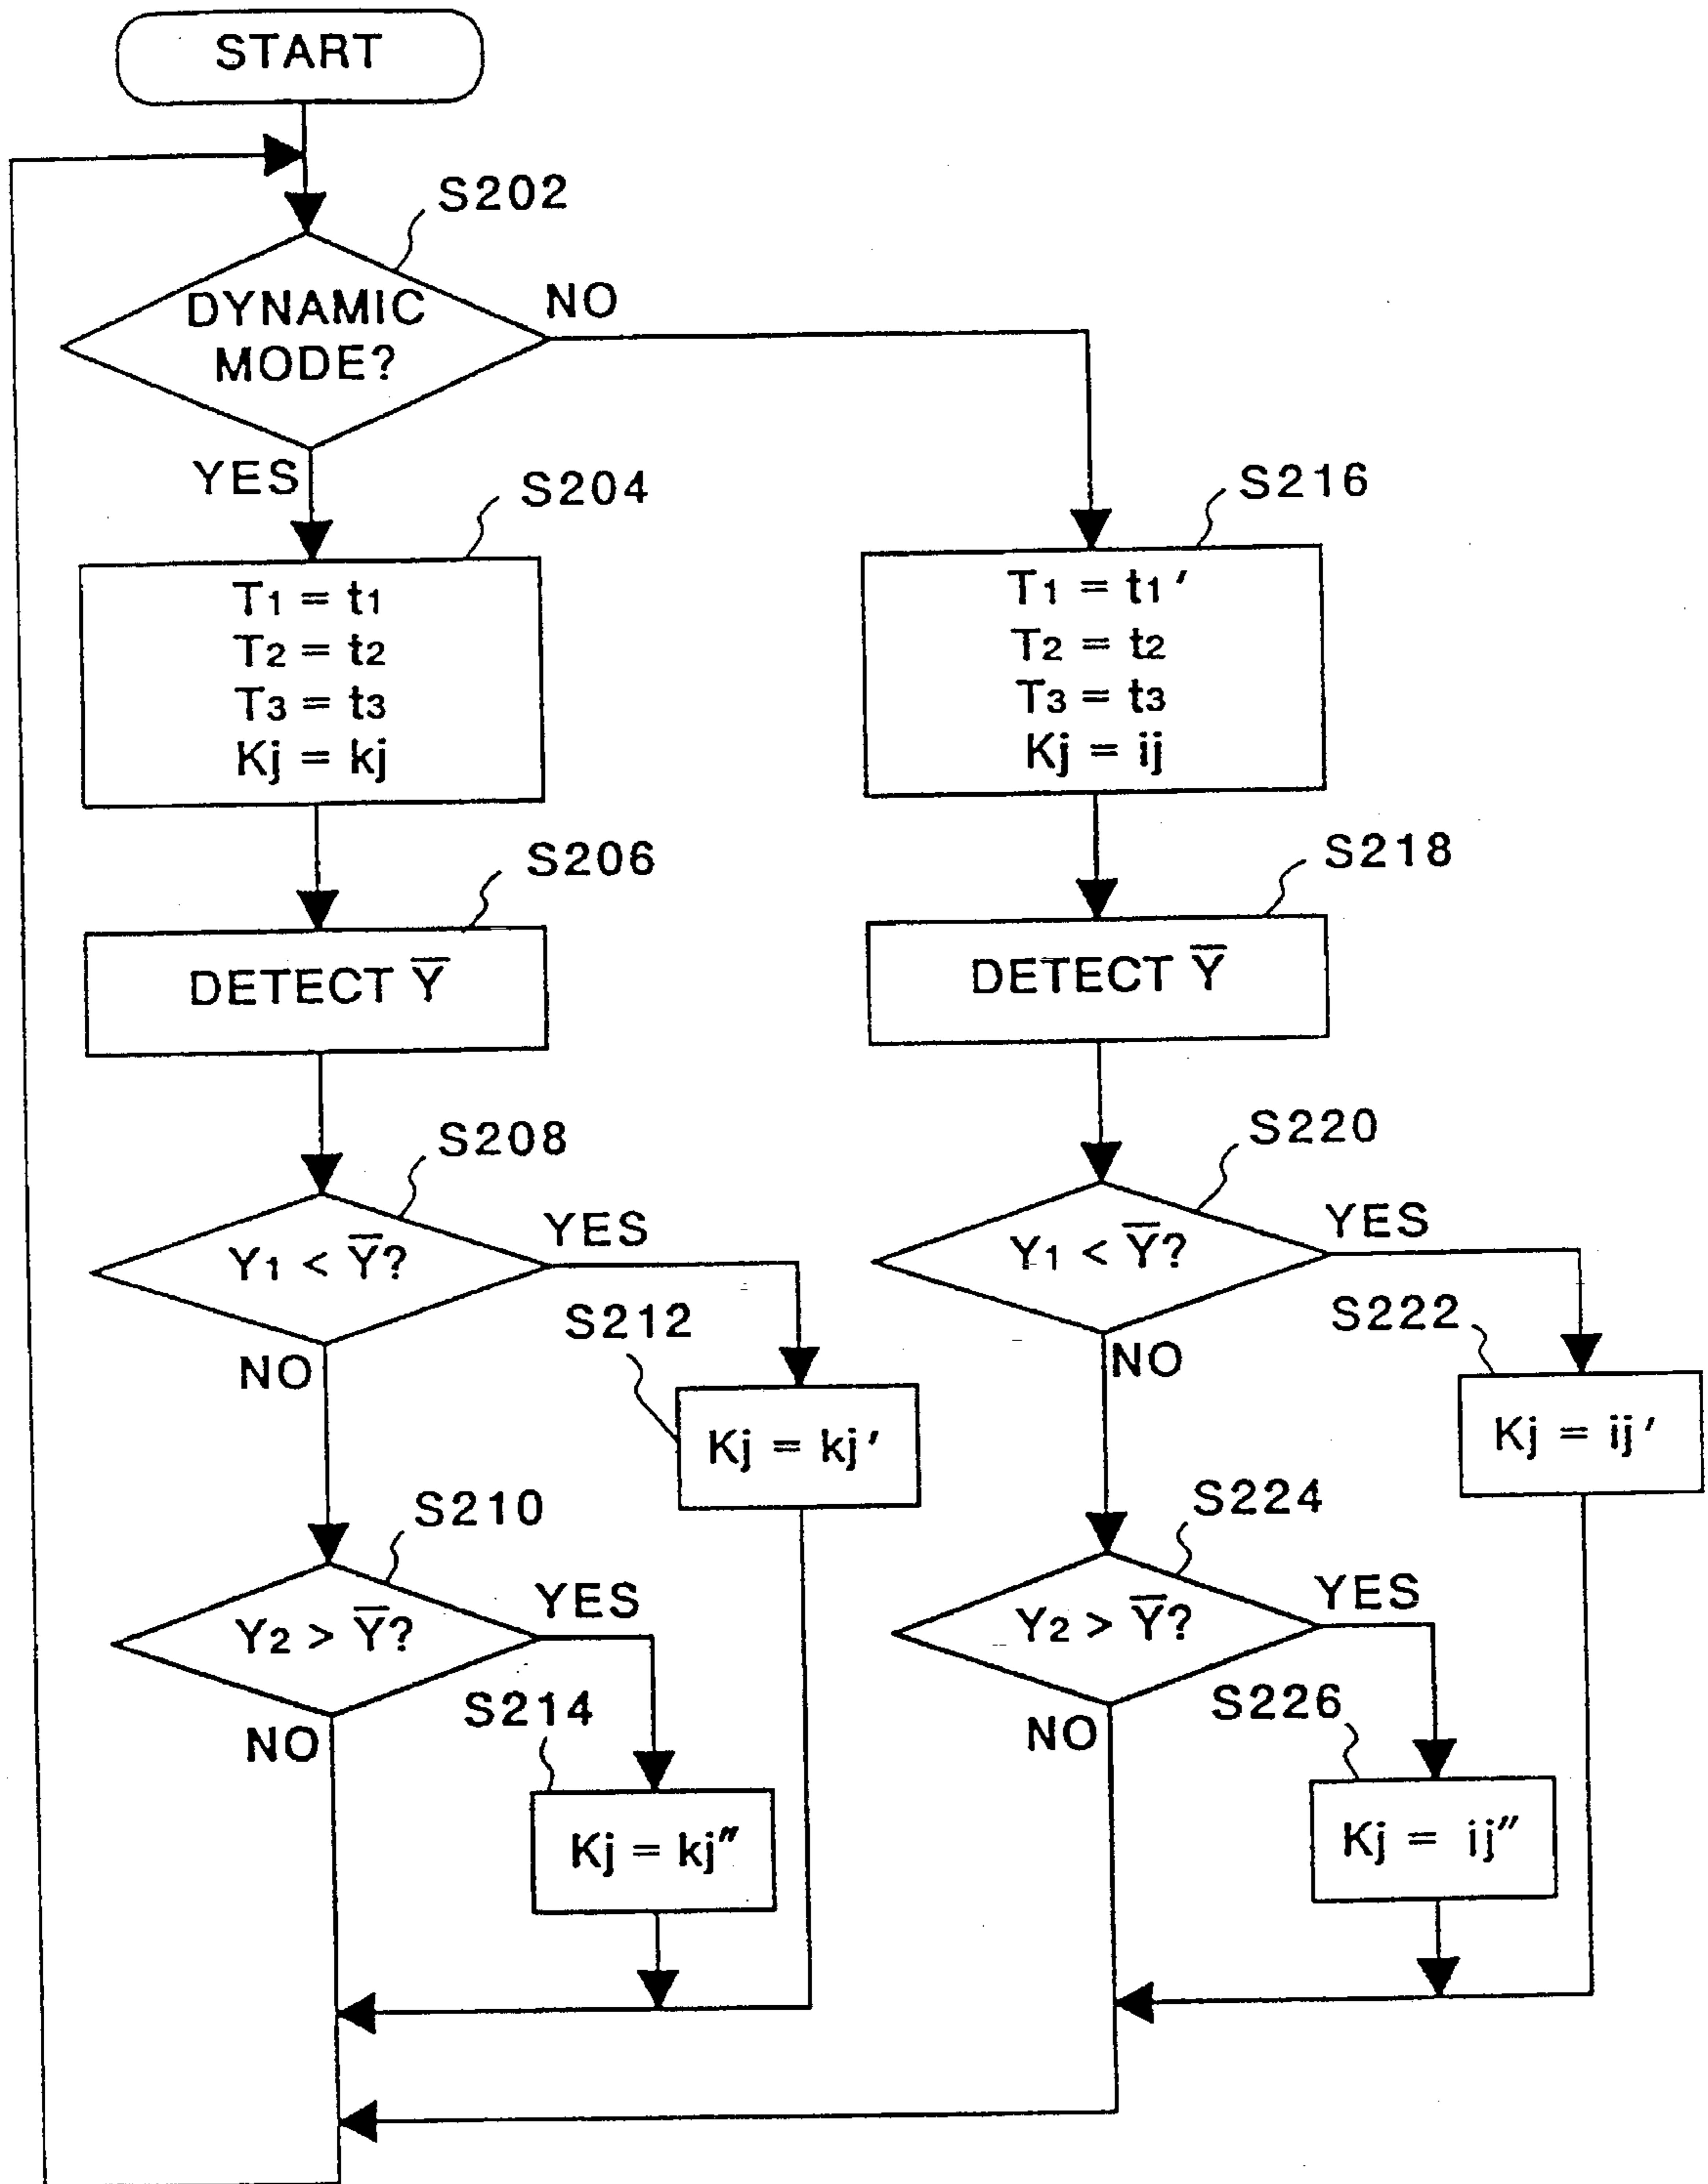 START
S202
DYNAMIC
MODE?
NO
YES
S204
T1 = t1
T2 = t2
T3 = t3
Kj = kj
S216
T1 = t1′
T2 = t2
T3 = t3
Kj = ij
S206
DETECT Y̅
S218
DETECT Y̅
S208
Y1 < Y̅?
YES
NO
S212
Kj = kj′
S220
Y1 < Y̅?
YES
NO
S222
Kj = ij′
S210
Y2 > Y̅?
YES
NO
S214
Kj = kj″
S224
Y2 > Y̅?
YES
NO
S226
Kj = ij″